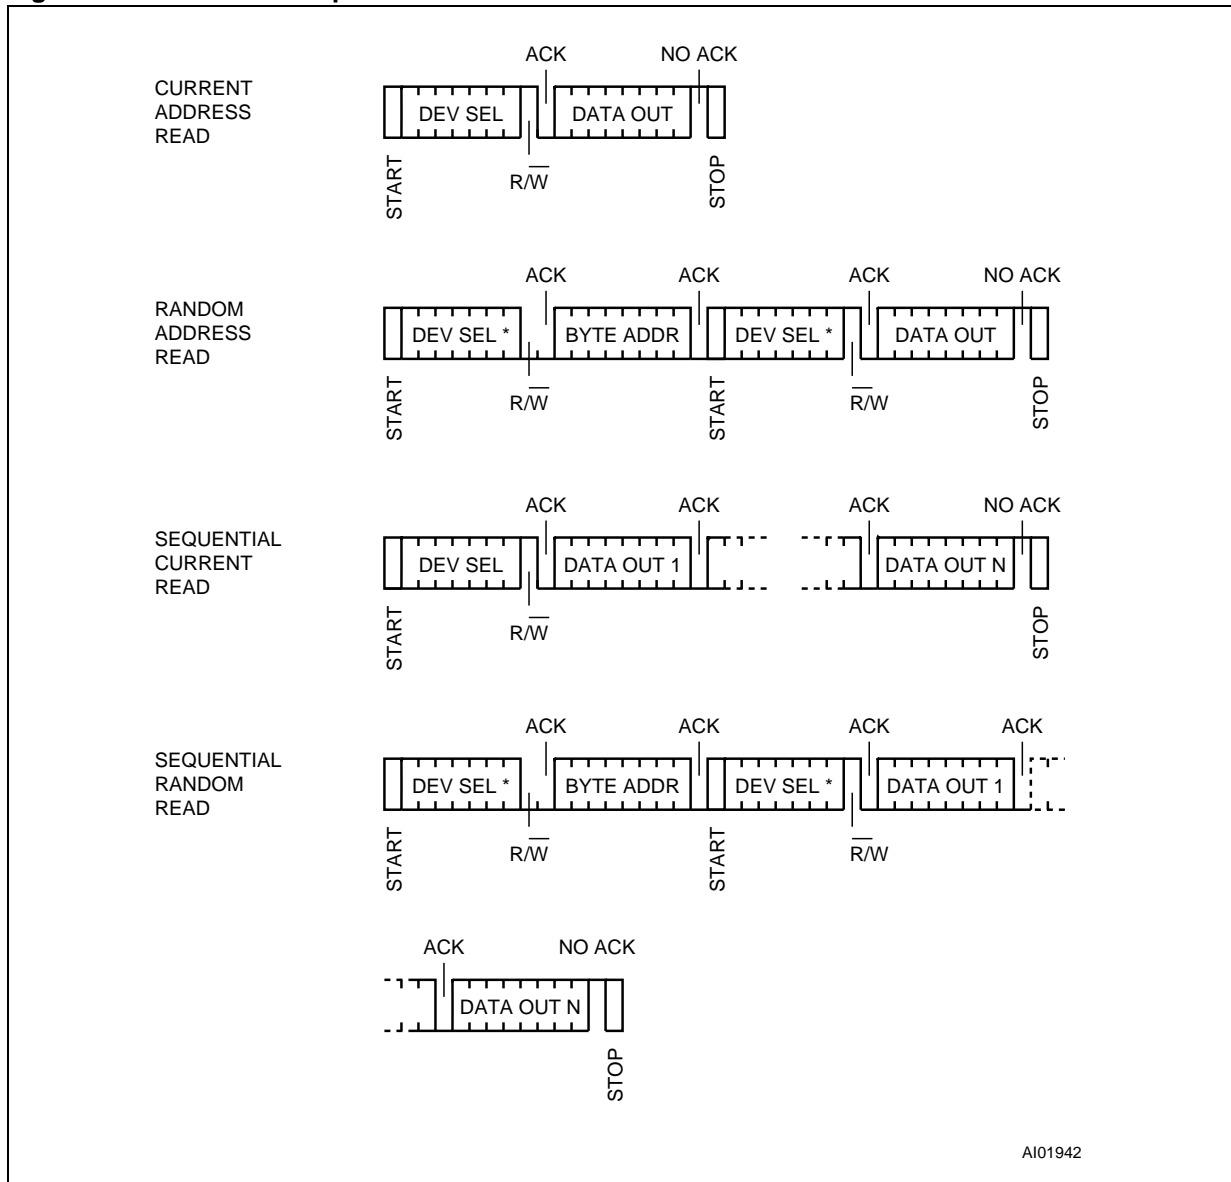 ACK NO ACK
CURRENT
ADDRESS
READ
DEV SEL DATA OUT
R/W̅
START STOP
ACK ACK ACK NO ACK
RANDOM
ADDRESS
READ
DEV SEL * BYTE ADDR DEV SEL * DATA OUT
R/W̅ R̅/W
START START STOP
ACK ACK ACK NO ACK
SEQUENTIAL
CURRENT
READ
DEV SEL DATA OUT 1 DATA OUT N
R/W̅
START STOP
ACK ACK ACK ACK
SEQUENTIAL
RANDOM
READ
DEV SEL * BYTE ADDR DEV SEL * DATA OUT 1
R/W̅ R̅/W
START START
ACK NO ACK
DATA OUT N
STOP
AI01942